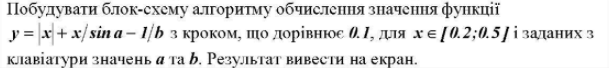 Побудувати блок-схему алгоритму обчислення значення функції
y = |x| + x/sin a − 1/b з кроком, що дорівнює 0.1, для x ∈ [0.2;0.5] і заданих з
клавіатури значень a та b. Результат вивести на екран.